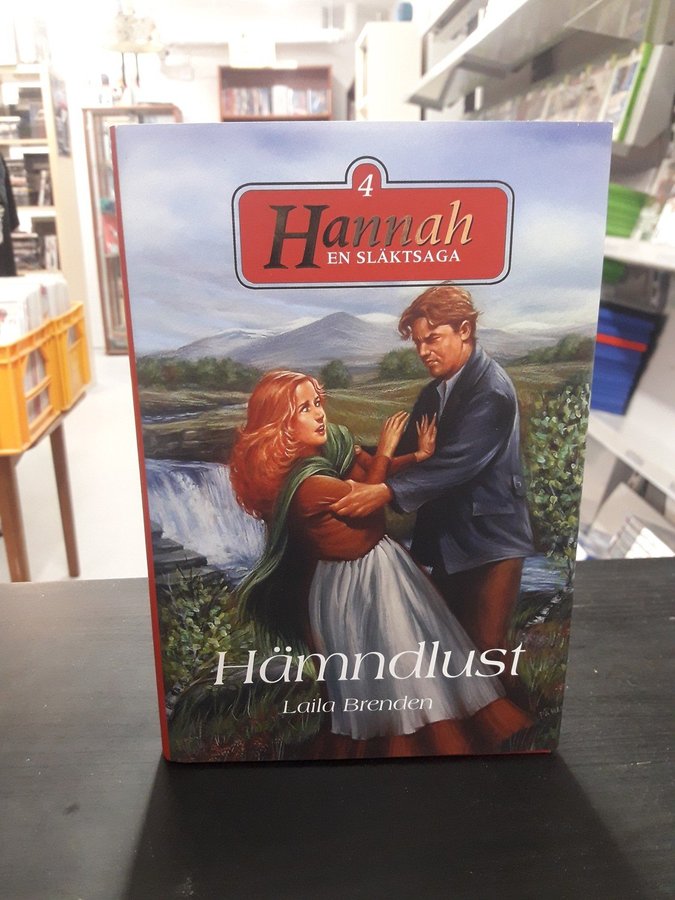 4
Hannah
EN SLÄKTSAGA
Hämndlust
Laila Brenden